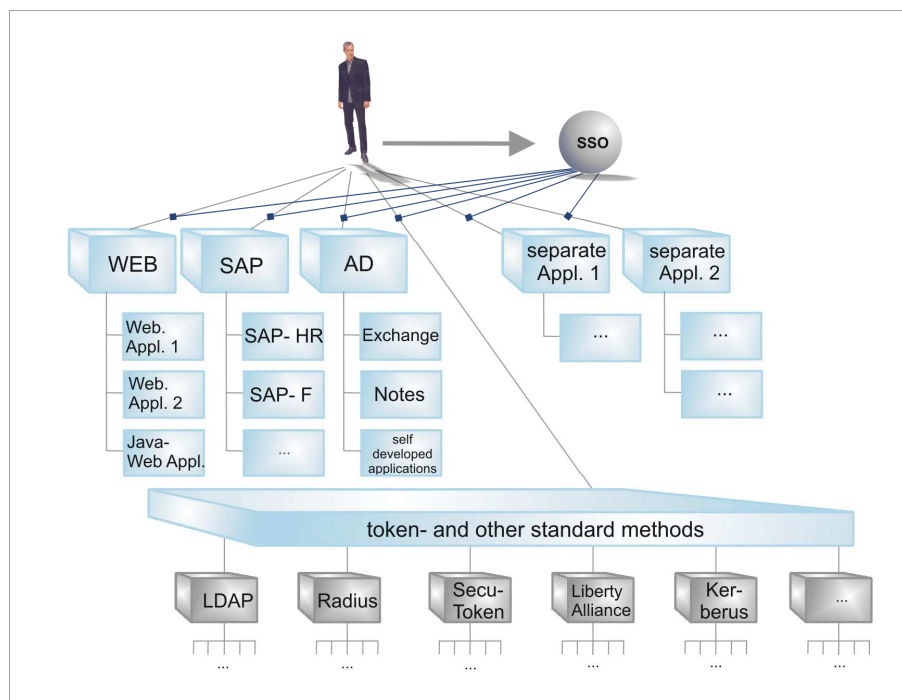 SSO
WEB
SAP
AD
separate
Appl. 1
separate
Appl. 2
Web.
Appl. 1
Web.
Appl. 2
Java-
Web Appl.
SAP- HR
SAP- F
...
Exchange
Notes
self
developed
applications
...
...
...
token- and other standard methods
LDAP
Radius
Secu-
Token
Liberty
Alliance
Ker-
berus
...
...
...
...
...
...
...